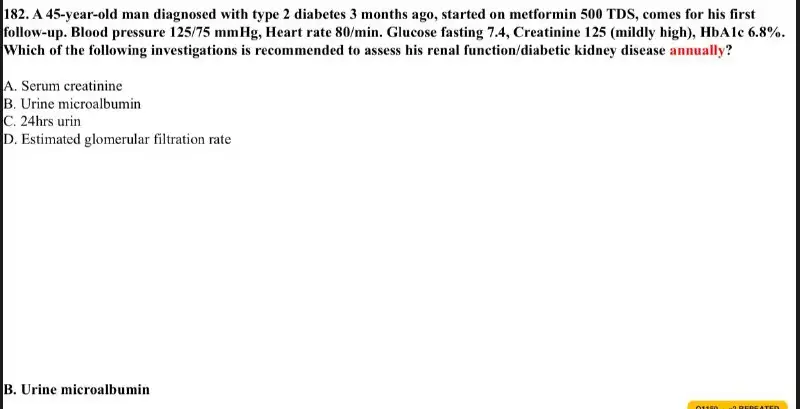 182. A 45-year-old man diagnosed with type 2 diabetes 3 months ago, started on metformin 500 TDS, comes for his first
follow-up. Blood pressure 125/75 mmHg, Heart rate 80/min. Glucose fasting 7.4, Creatinine 125 (mildly high), HbA1c 6.8%.
Which of the following investigations is recommended to assess his renal function/diabetic kidney disease annually?
A. Serum creatinine
B. Urine microalbumin
C. 24hrs urin
D. Estimated glomerular filtration rate
B. Urine microalbumin
REPEATED